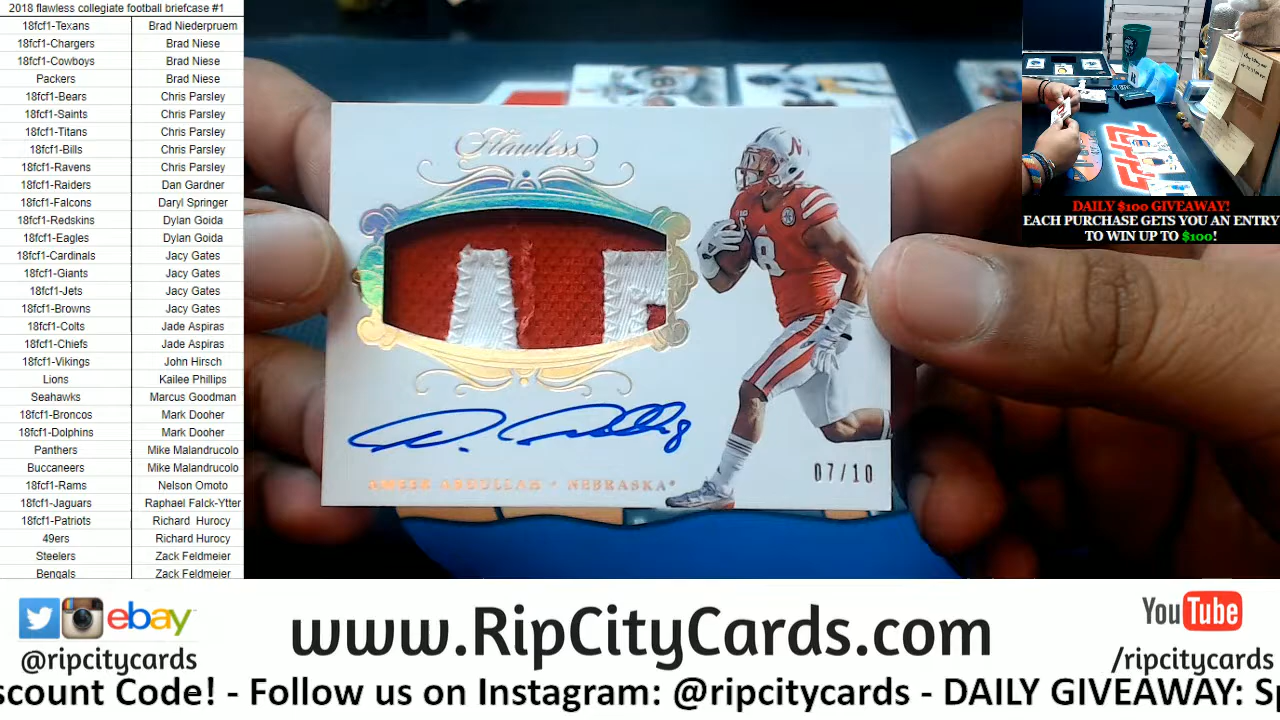 2018 flawless collegiate football briefcase #1
18fcf1-Texans Brad Niederpruem
18fcf1-Chargers Brad Niese
18fcf1-Cowboys Brad Niese
Packers Brad Niese
18fcf1-Bears Chris Parsley
18fcf1-Saints Chris Parsley
18fcf1-Titans Chris Parsley
18fcf1-Bills Chris Parsley
18fcf1-Ravens Chris Parsley
18fcf1-Raiders Dan Gardner
18fcf1-Falcons Daryl Springer
18fcf1-Redskins Dylan Goida
18fcf1-Eagles Dylan Goida
18fcf1-Cardinals Jacy Gates
18fcf1-Giants Jacy Gates
18fcf1-Jets Jacy Gates
18fcf1-Browns Jacy Gates
18fcf1-Colts Jade Aspiras
18fcf1-Chiefs Jade Aspiras
18fcf1-Vikings John Hirsch
Lions Kailee Phillips
Seahawks Marcus Goodman
18fcf1-Broncos Mark Dooher
18fcf1-Dolphins Mark Dooher
Panthers Mike Malandrucolo
Buccaneers Mike Malandrucolo
18fcf1-Rams Nelson Omoto
18fcf1-Jaguars Raphael Falck-Ytter
18fcf1-Patriots Richard Hurocy
49ers Richard Hurocy
Steelers Zack Feldmeier
Bengals Zack Feldmeier
Flawless
N
8
AMEER ABDULLAH • NEBRASKA
07/10
DAILY $100 GIVEAWAY!
EACH PURCHASE GETS YOU AN ENTRY
TO WIN UP TO $100!
ebay
@ripcitycards
www.RipCityCards.com
YouTube
/ripcitycards
scount Code! - Follow us on Instagram: @ripcitycards - DAILY GIVEAWAY: Sp